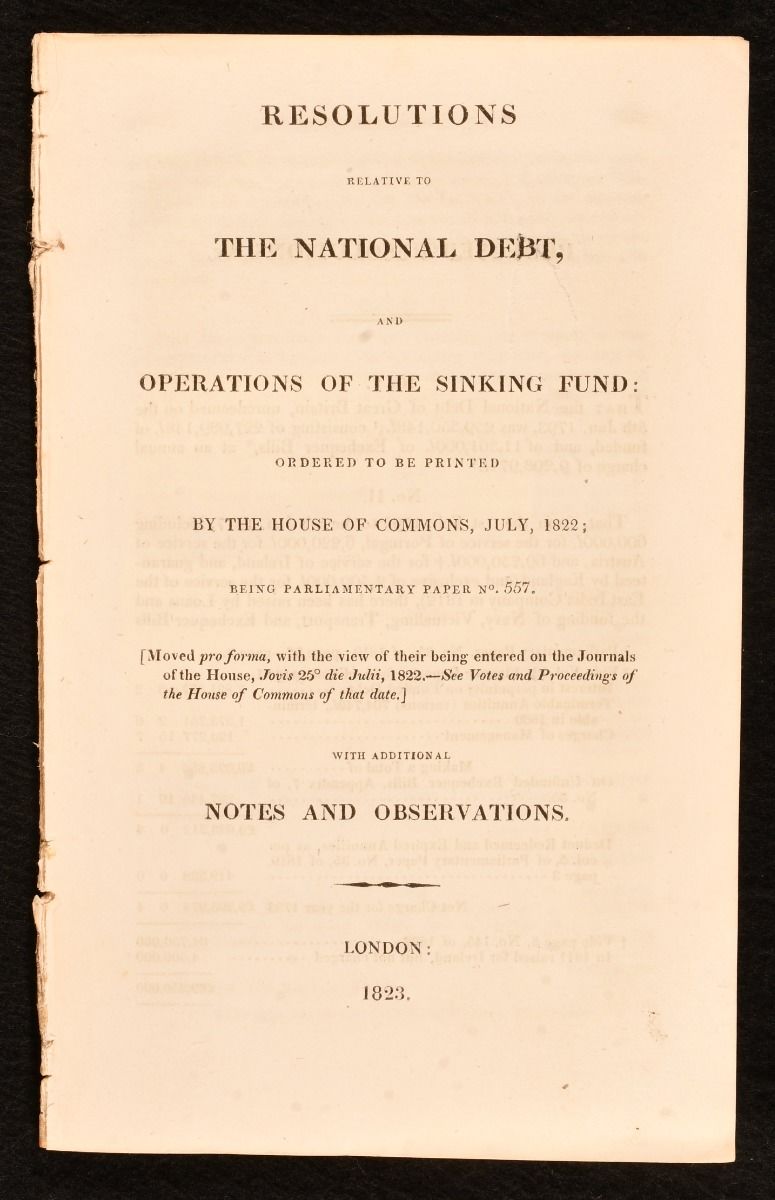 RESOLUTIONS
RELATIVE TO
THE NATIONAL DEBT,
AND
OPERATIONS OF THE SINKING FUND:
ORDERED TO BE PRINTED
BY THE HOUSE OF COMMONS, JULY, 1822;
BEING PARLIAMENTARY PAPER Nº. 557.
[Moved pro forma, with the view of their being entered on the Journals
of the House, Jovis 25° die Julii, 1822.—See Votes and Proceedings of
the House of Commons of that date.]
WITH ADDITIONAL
NOTES AND OBSERVATIONS.
LONDON:
1823.